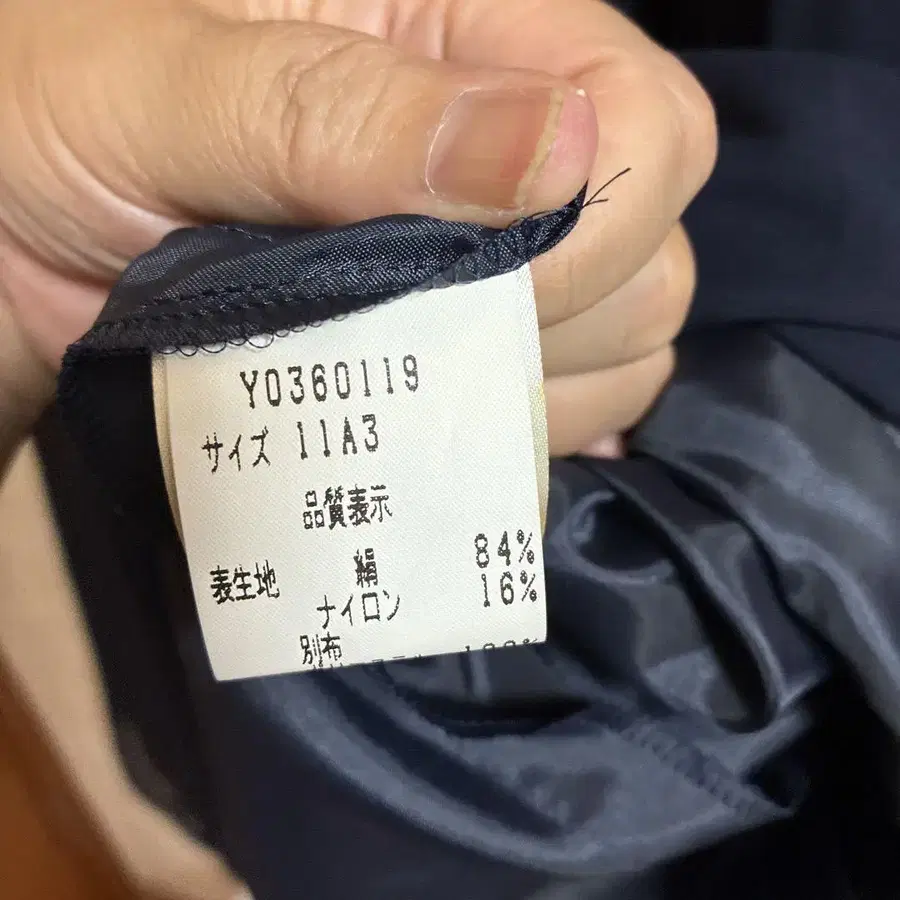 Y0360119
サイズ 11A3
品質表示
表生地 絹 84%
ナイロン 16%
別布